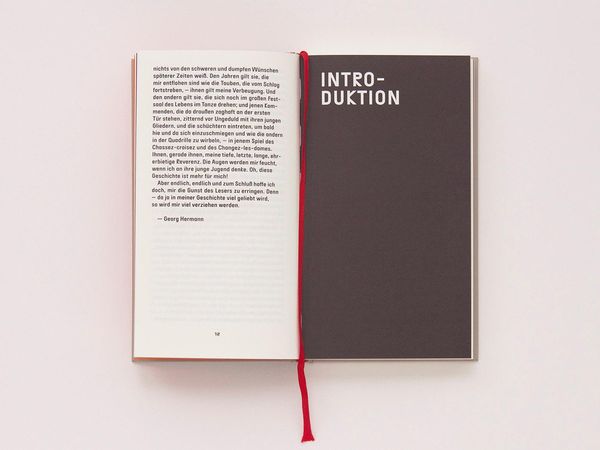 nichts von den schweren und dumpfen Wünschen
späterer Zeiten weiß. Den Jahren gilt sie, die
mir entflohen sind wie die Tauben, die vom Schlag
fortstreben, – ihnen gilt meine Verbeugung. Und
den andern gilt sie, die sich noch im großen Fest-
saal des Lebens im Tanze drehen; und jenen Kom-
menden, die da draußen zaghaft an der ersten
Tür stehen, zitternd vor Ungeduld mit ihren jungen
Gliedern, und die schüchtern eintreten, um bald
hie und da sich einzuschmiegen und wie die andern
in der Quadrille zu wirbeln, – in jenem Spiel des
Chassez-croisez und des Changez-les-dames.
Ihnen, gerade ihnen, meine tiefe, letzte, lange, ehr-
erbietige Reverenz. Die Augen werden mir feucht,
wenn ich an ihre junge Jugend denke. Oh, diese
Geschichte ist mehr für mich!
Aber endlich, endlich und zum Schluß hoffe ich
doch, mir die Gunst des Lesers zu erringen. Denn
– da ja in meiner Geschichte viel geliebt wird,
so wird mir viel verziehen werden.
— Georg Hermann
12
INTRO-
DUKTION